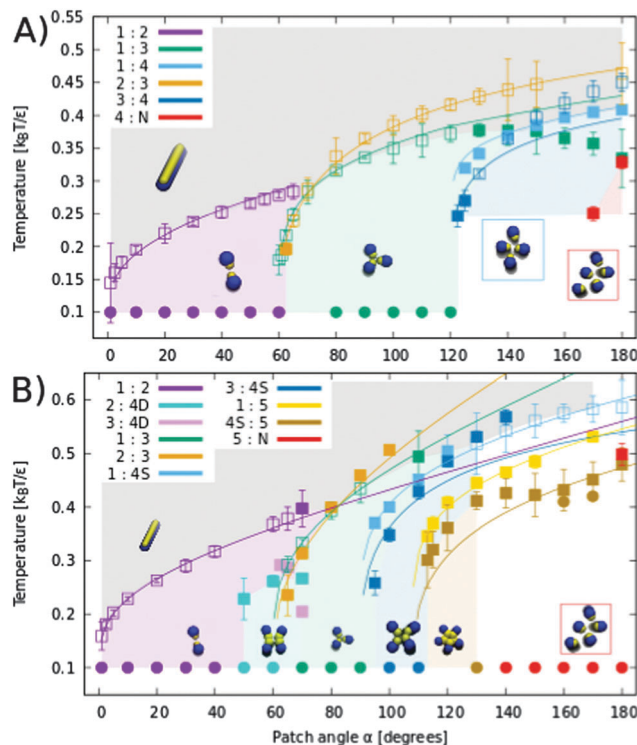 A)
0.55
0.5
0.45
0.4
0.35
0.3
0.25
0.2
0.15
0.1
Temperature [kBT/ε]
1 : 2
1 : 3
1 : 4
2 : 3
3 : 4
4 : N
0 20 40 60 80 100 120 140 160 180
B)
0.6
0.5
0.4
0.3
0.2
0.1
Temperature [kBT/ε]
1 : 2
2 : 4D
3 : 4D
1 : 3
2 : 3
1 : 4S
3 : 4S
1 : 5
4S : 5
5 : N
0 20 40 60 80 100 120 140 160 180
Patch angle α [degrees]